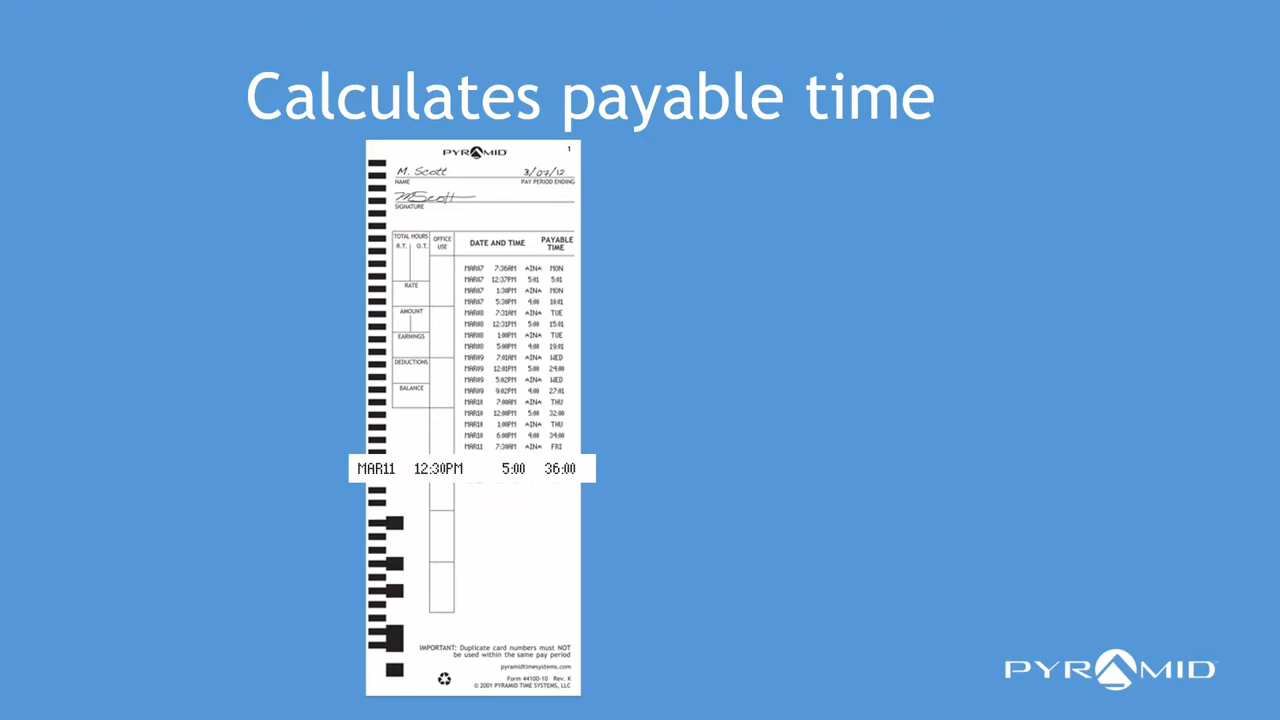 Calculates payable time
PYRAMID
1
M. Scott 3/07/12
NAME PAY PERIOD ENDING
MScott
SIGNATURE
TOTAL HOURS
R.T. O.T.
OFFICE
USE
DATE AND TIME
PAYABLE
TIME
RATE
AMOUNT
EARNINGS
DEDUCTIONS
BALANCE
MAR07 7:36AM *IN* MON
MAR07 12:37PM 5:01 5:01
MAR07 1:30PM *IN* MON
MAR07 5:30PM 4:00 10:01
MAR08 7:31AM *IN* TUE
MAR08 12:31PM 5:00 15:01
MAR08 1:00PM *IN* TUE
MAR08 5:00PM 4:00 19:01
MAR09 7:01AM *IN* WED
MAR09 12:01PM 5:00 24:00
MAR09 5:02PM *IN* WED
MAR09 9:02PM 4:00 27:01
MAR10 7:00AM *IN* THU
MAR10 12:00PM 5:00 32:00
MAR10 1:00PM *IN* THU
MAR10 6:00PM 4:00 34:00
MAR11 7:30AM *IN* FRI
MAR11 12:30PM 5:00 36:00
IMPORTANT: Duplicate card numbers must NOT
be used within the same pay period
pyramidtimesystems.com
Form 44100-10 Rev. K
© 2001 PYRAMID TIME SYSTEMS, LLC
PYRAMID